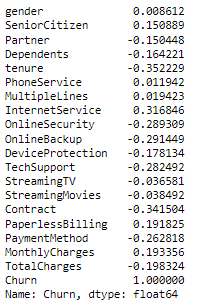 gender 0.008612
SeniorCitizen 0.150889
Partner -0.150448
Dependents -0.164221
tenure -0.352229
PhoneService 0.011942
MultipleLines 0.019423
InternetService 0.316846
OnlineSecurity -0.289309
OnlineBackup -0.291449
DeviceProtection -0.178134
TechSupport -0.282492
StreamingTV -0.036581
StreamingMovies -0.038492
Contract -0.341504
PaperlessBilling 0.191825
PaymentMethod -0.262818
MonthlyCharges 0.193356
TotalCharges -0.198324
Churn 1.000000
Name: Churn, dtype: float64